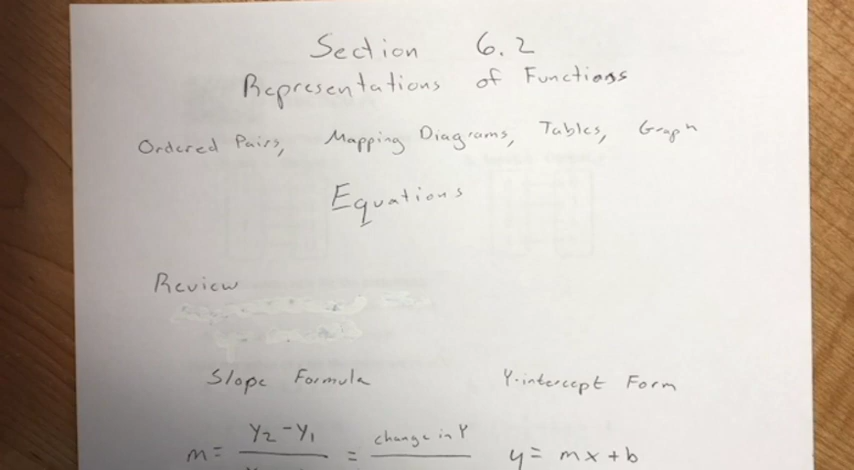 Section 6.2
Representations of Functions
Ordered Pairs, Mapping Diagrams, Tables, Graph
Equations
Review
Slope Formula Y-intercept Form
m = Y₂ - Y₁ = change in Y y = mx + b